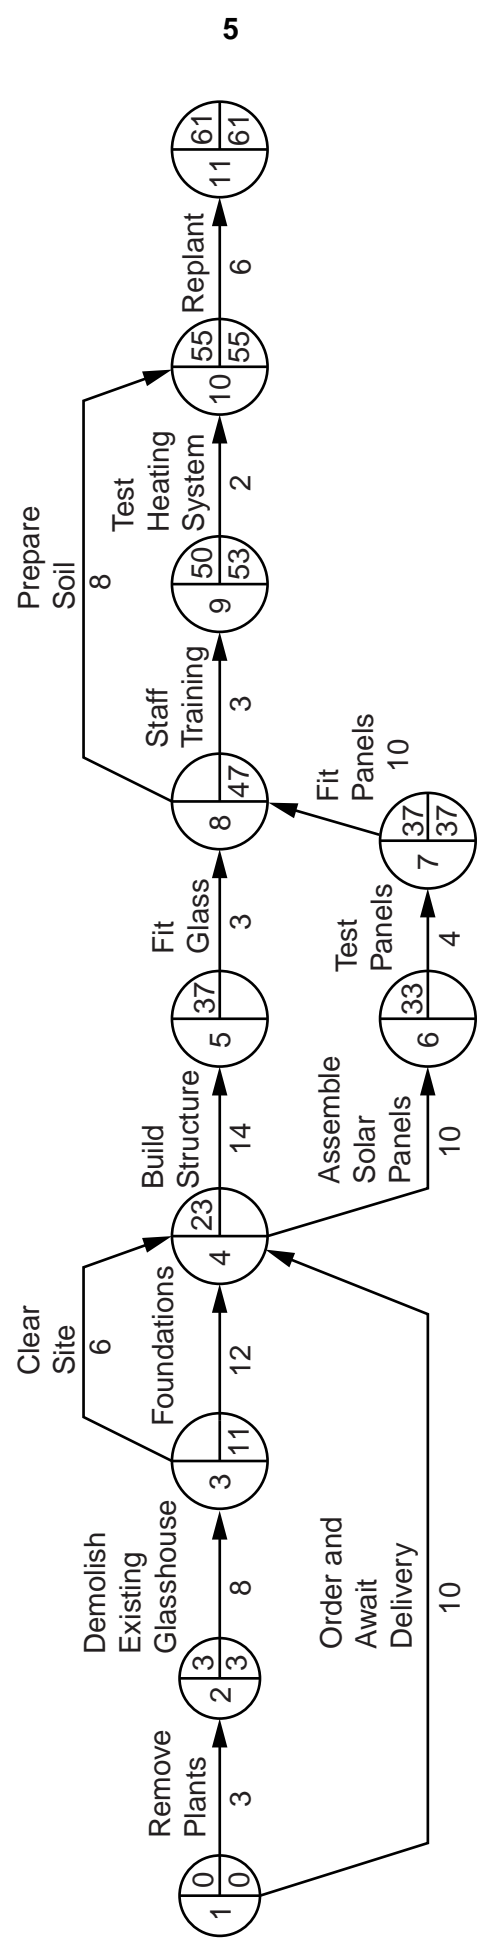 5
1
0
0
Remove
Plants
3
2
3
3
Demolish
Existing
Glasshouse
8
3
11
Clear
Site
6
Foundations
12
Order and
Await
Delivery
10
4
23
Build
Structure
14
Assemble
Solar
Panels
10
5
37
6
33
Fit
Glass
3
Test
Panels
4
7
37
37
Fit
Panels
10
8
47
Prepare
Soil
8
Staff
Training
3
9
50
53
Test
Heating
System
2
10
55
55
Replant
6
11
61
61